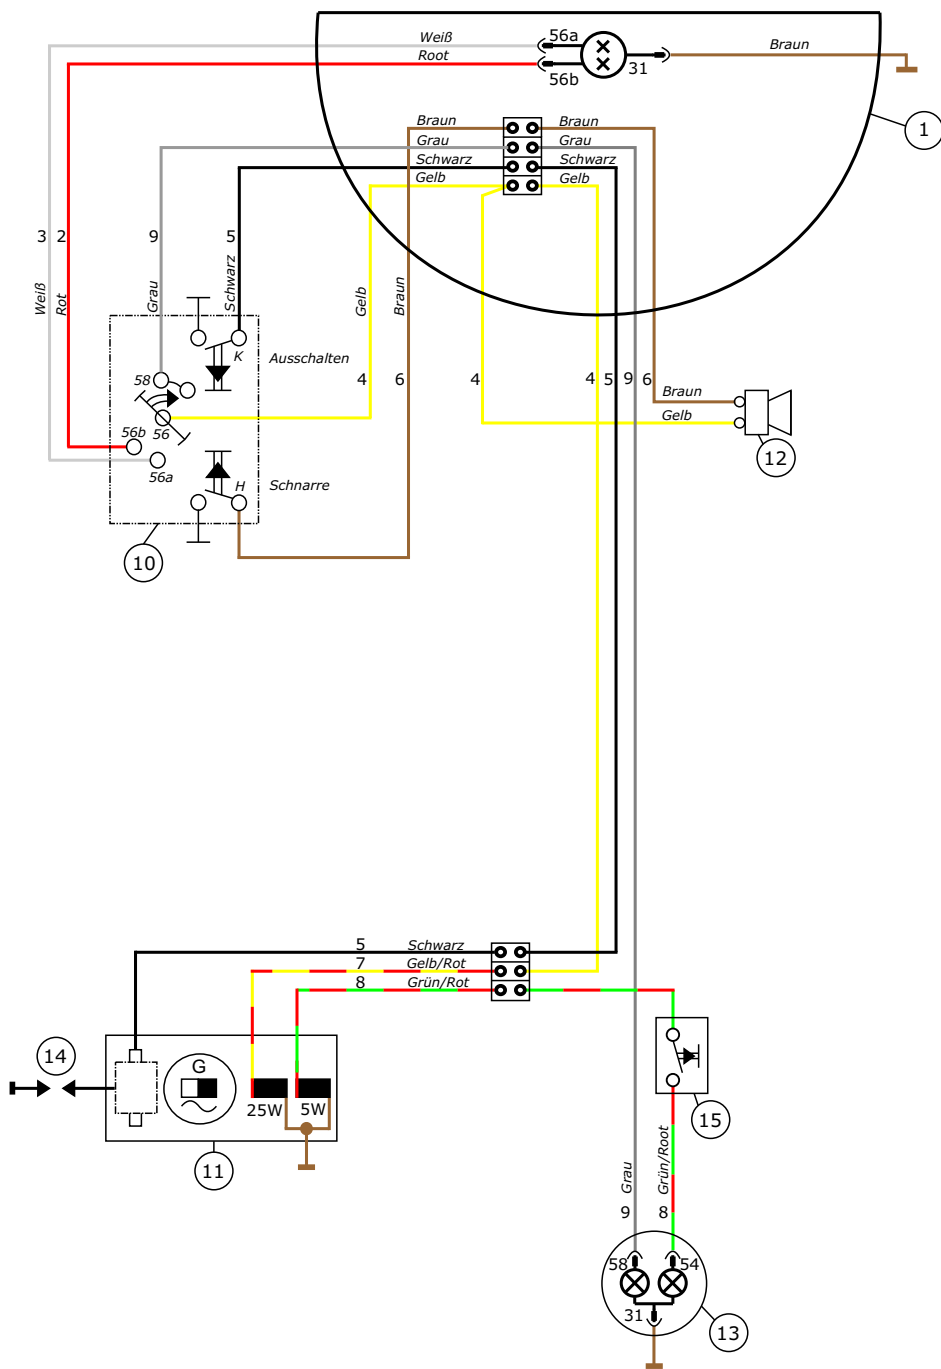 Weiß
56a
Braun
Root
56b
31
1
Braun
Braun
Grau
Grau
Schwarz
Schwarz
Gelb
Gelb
3
2
9
5
Weiß
Rot
Grau
Schwarz
Gelb
Braun
K
Ausschalten
58
4
6
4
4
5
9
6
Braun
Gelb
56
56b
56a
12
H
Schnarre
10
5
Schwarz
7
Gelb/Rot
8
Grün/Rot
14
G
25W
5W
15
11
Grau
Grün/Root
9
8
58
54
31
13